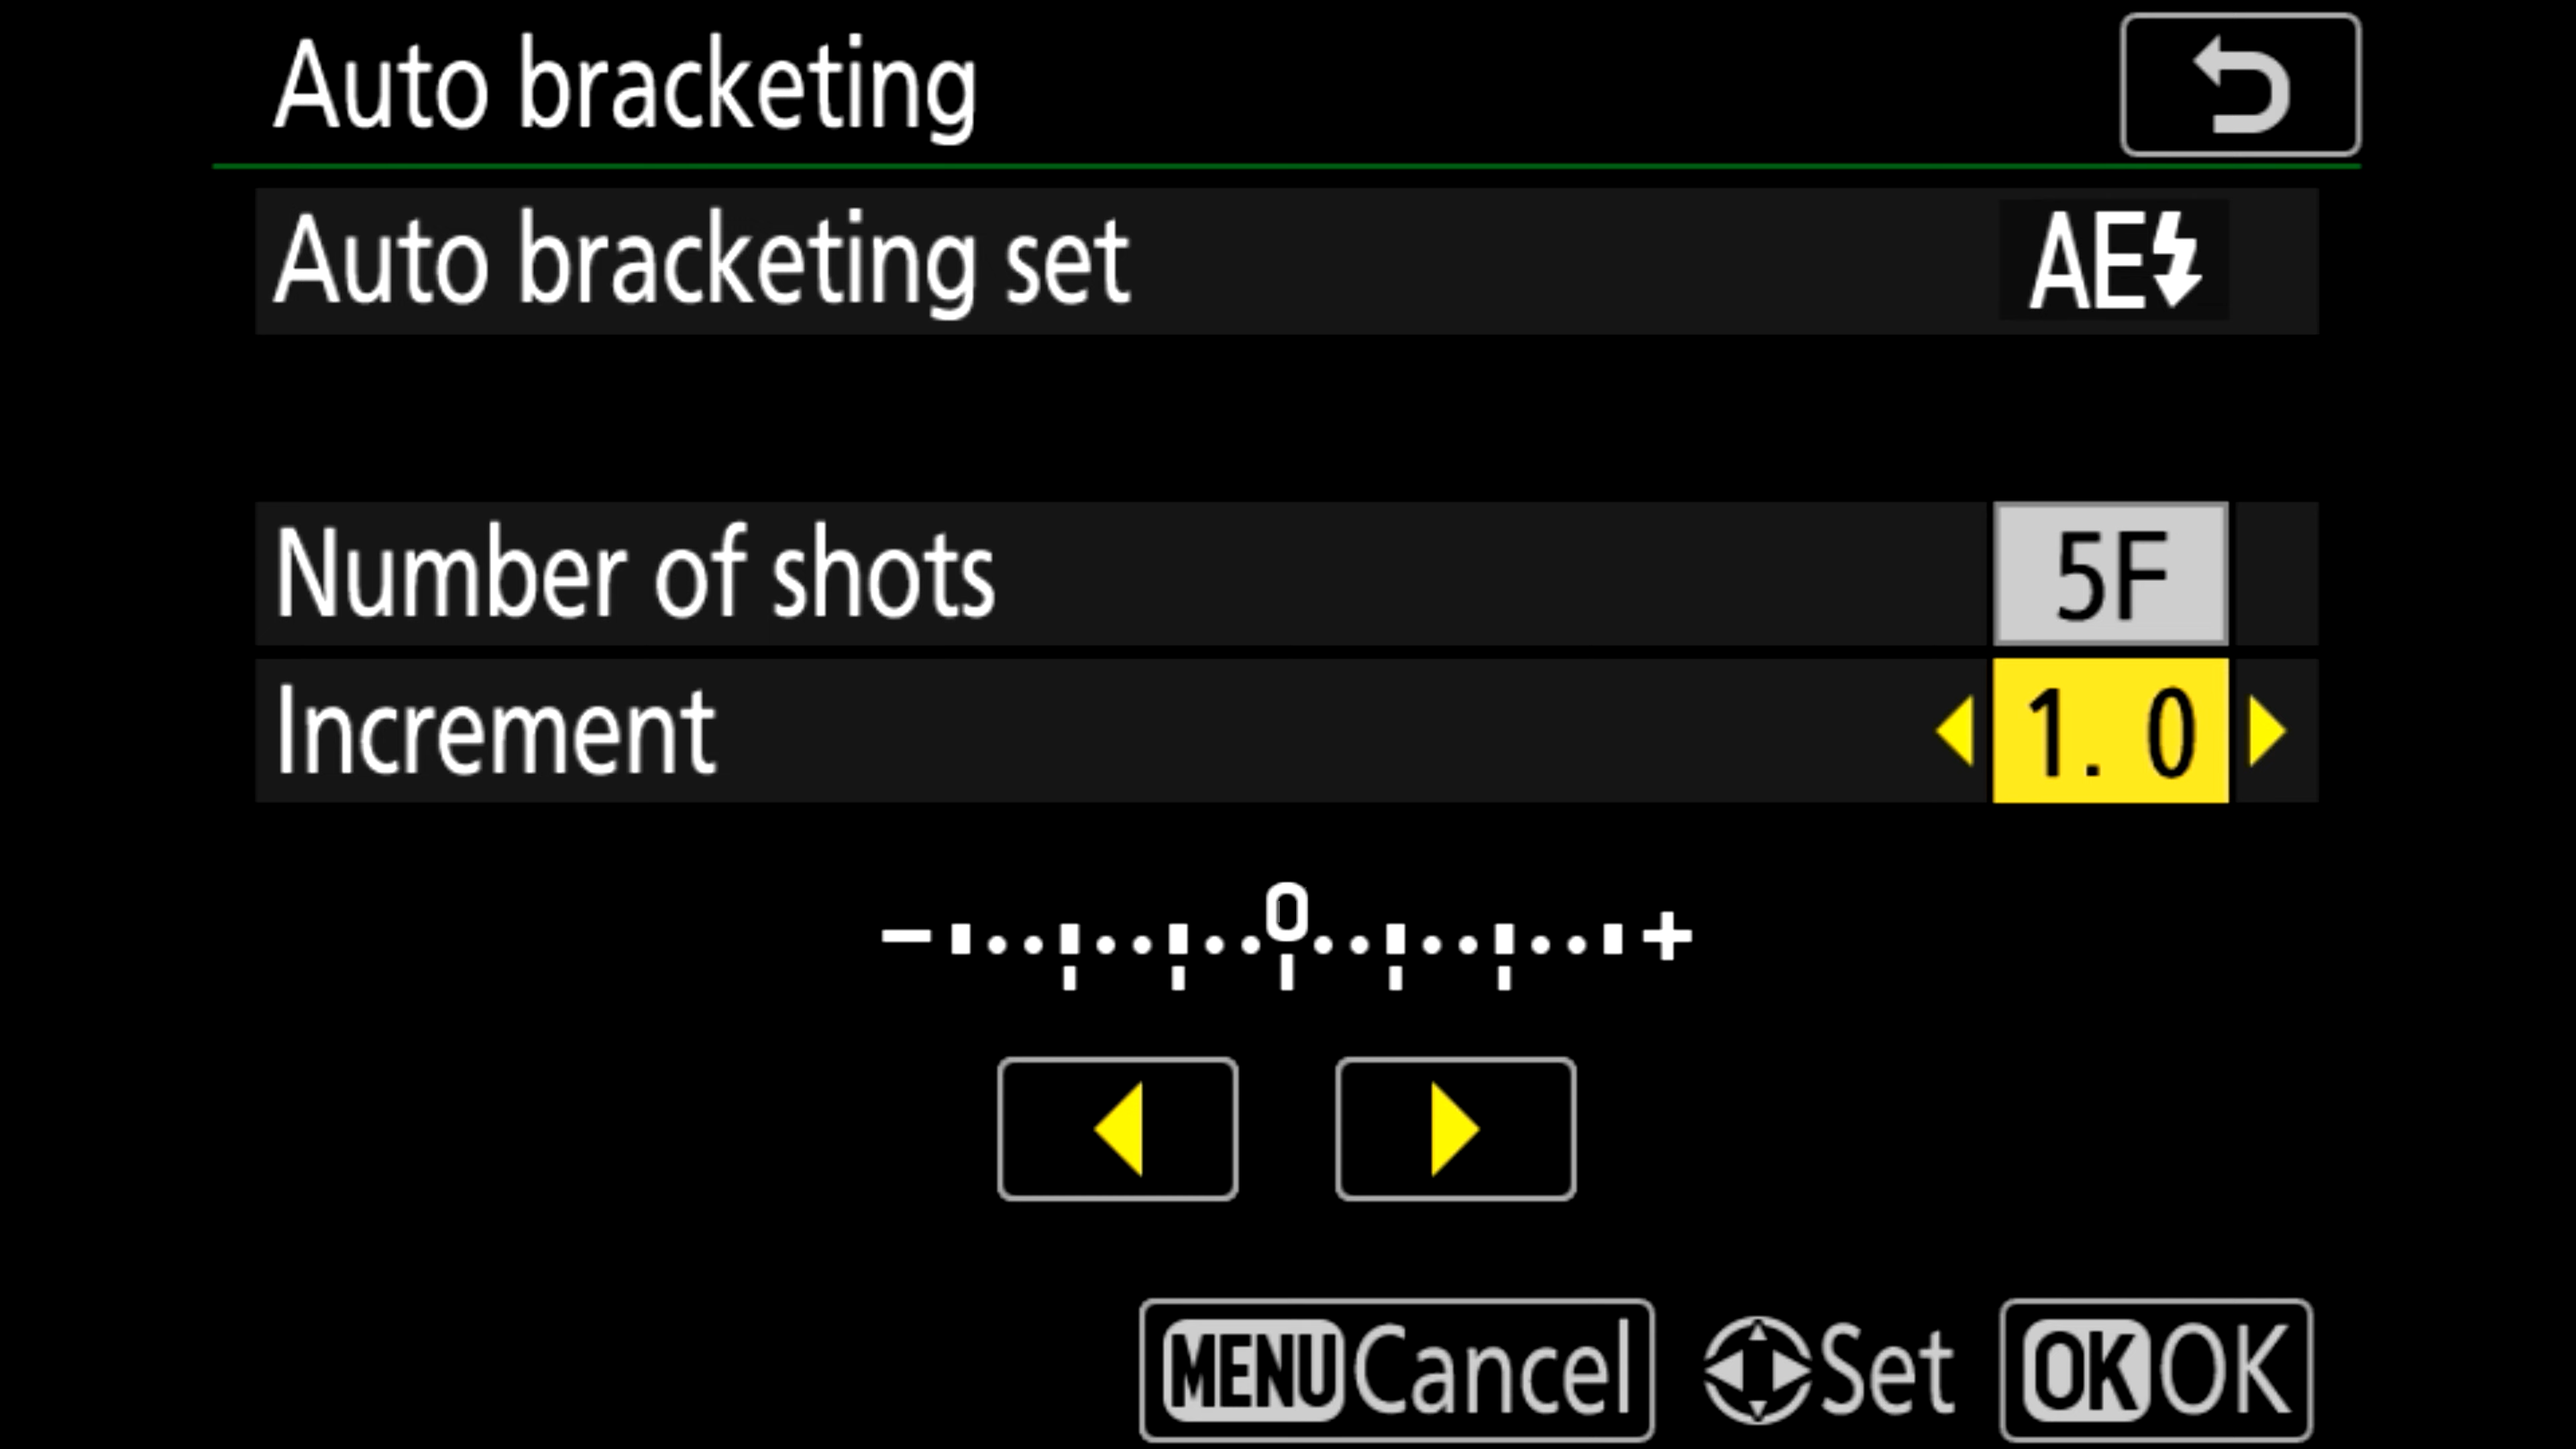 Auto bracketing
Auto bracketing set AE
Number of shots 5F
Increment 1.0
− 0 +
MENU Cancel Set OK OK